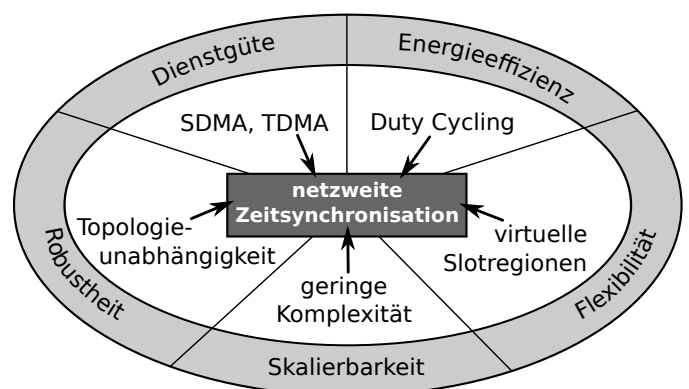 Dienstgüte
Energieeffizienz
SDMA, TDMA
Duty Cycling
netzweite
Zeitsynchronisation
Topologie-
unabhängigkeit
virtuelle
Slotregionen
geringe
Komplexität
Robustheit
Flexibilität
Skalierbarkeit